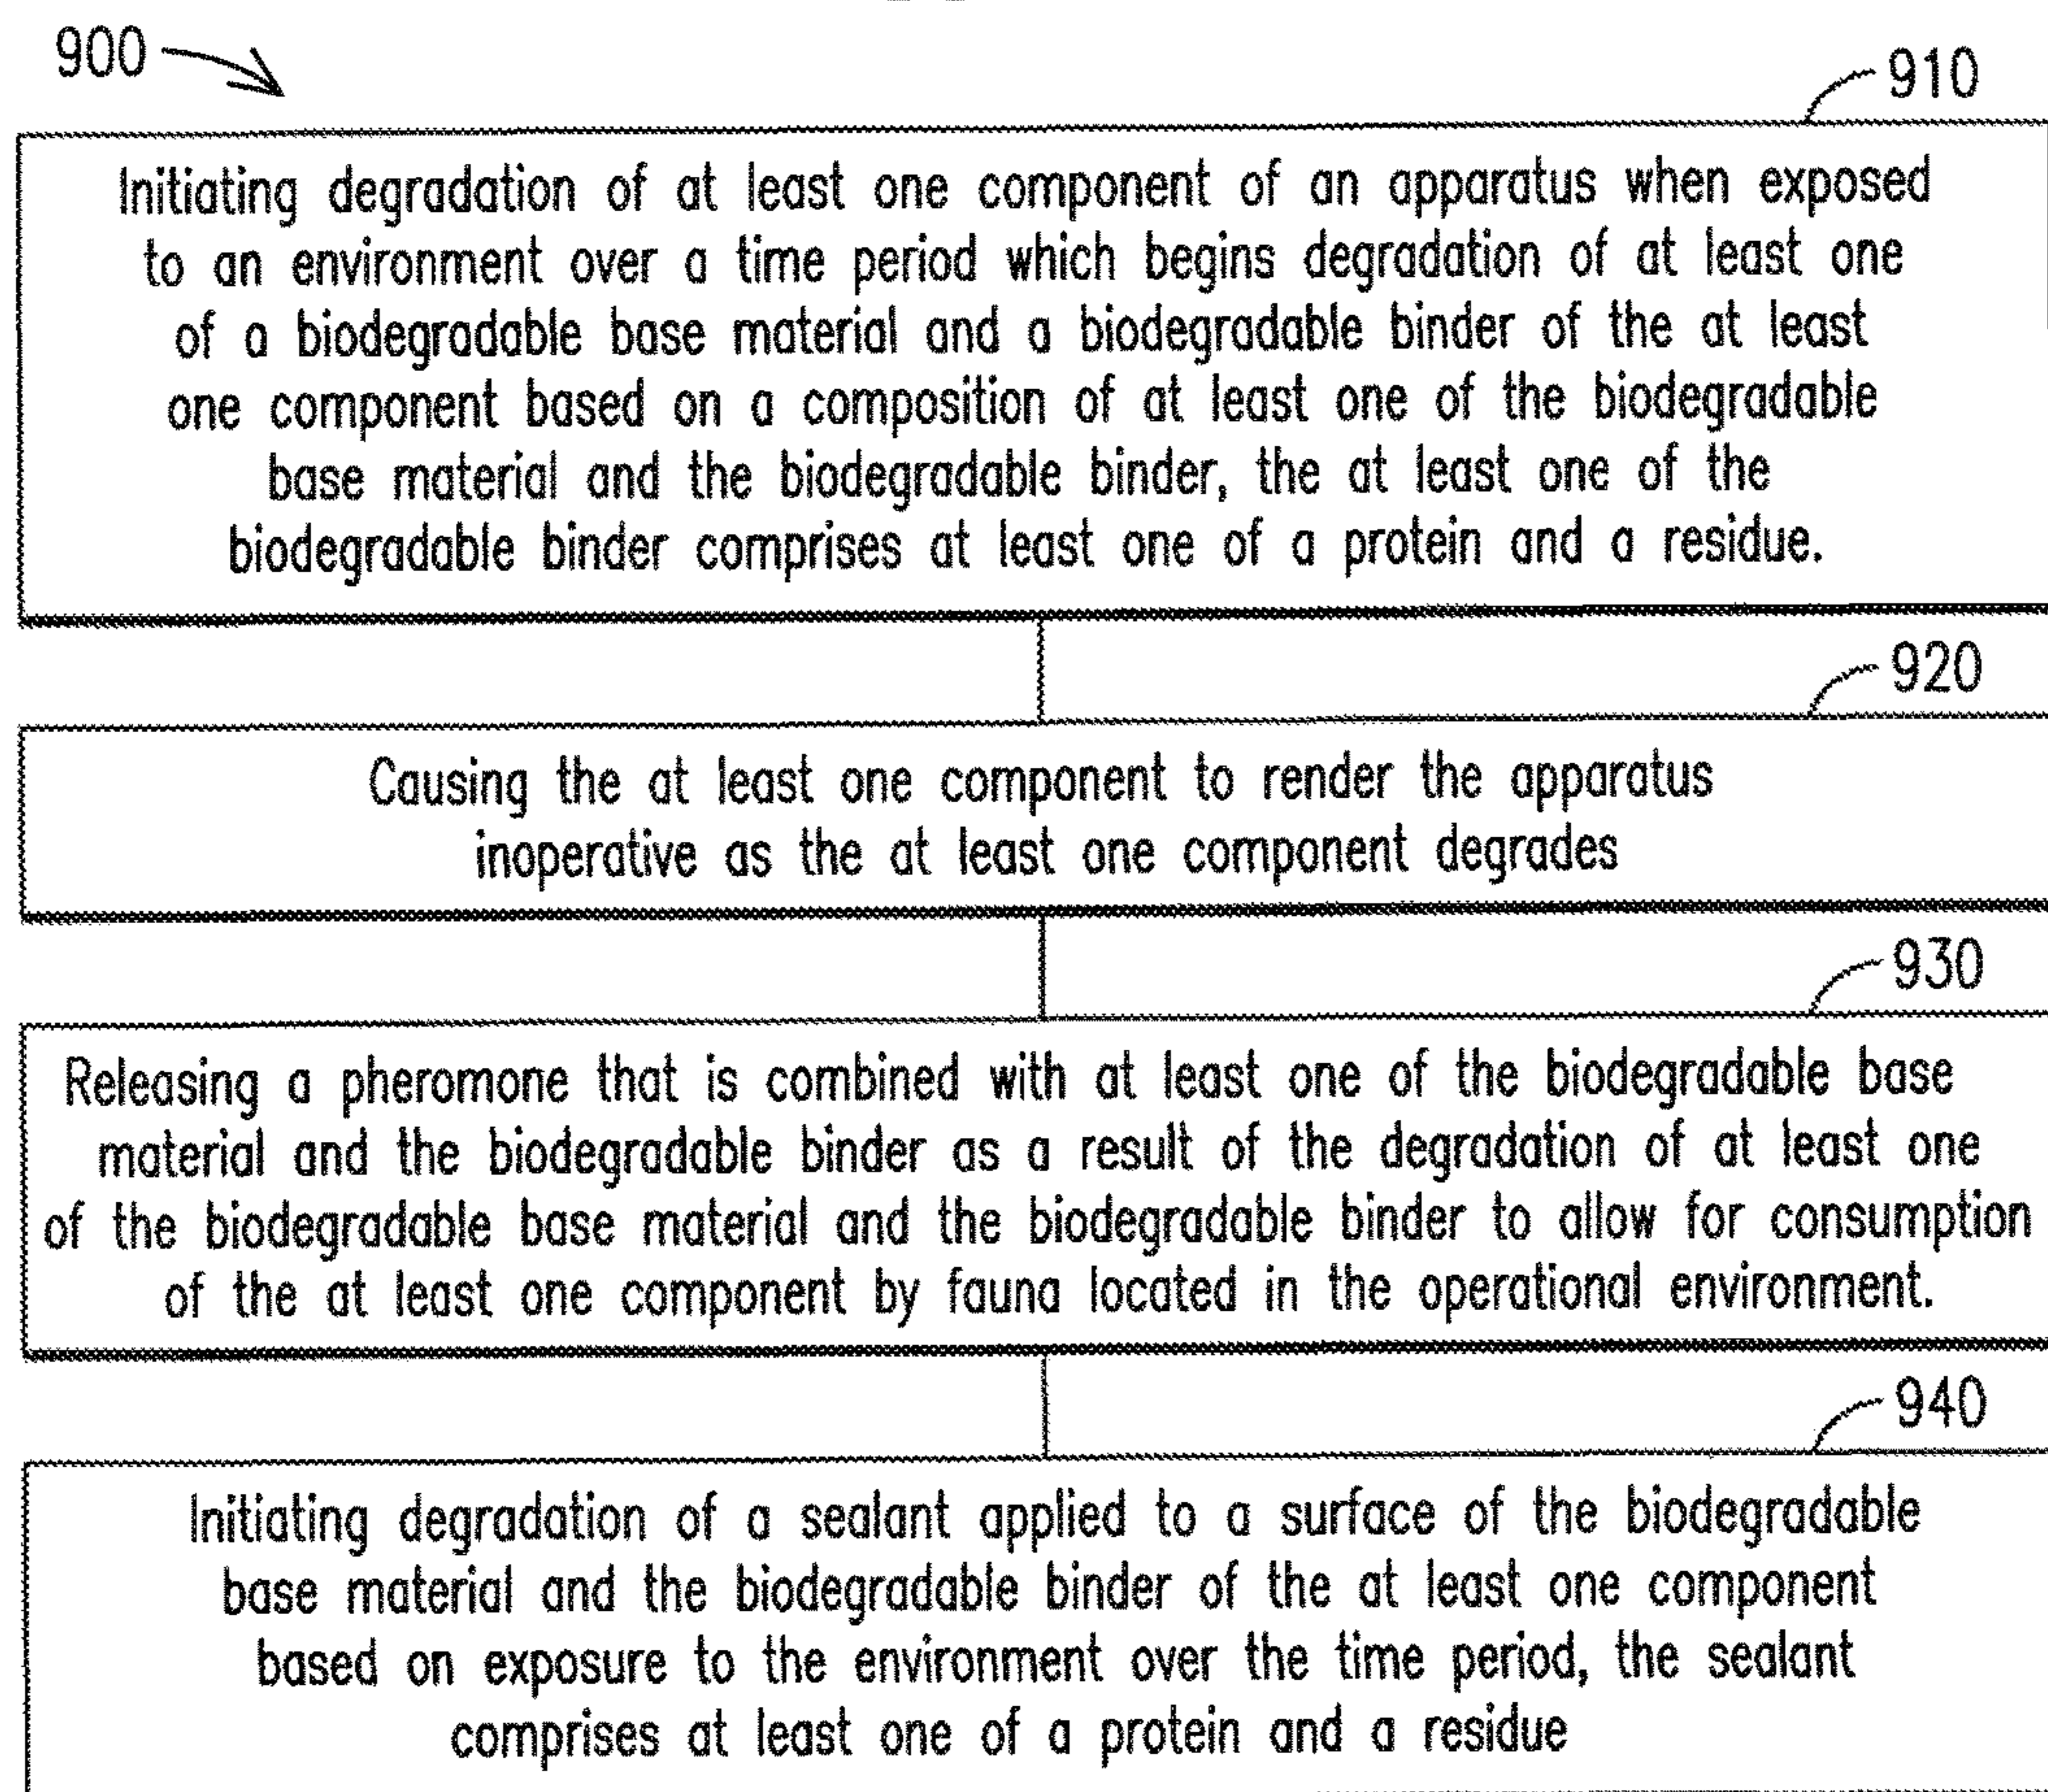 900
910
Initiating degradation of at least one component of an apparatus when exposed
to an environment over a time period which begins degradation of at least one
of a biodegradable base material and a biodegradable binder of the at least
one component based on a composition of at least one of the biodegradable
base material and the biodegradable binder, the at least one of the
biodegradable binder comprises at least one of a protein and a residue.
920
Causing the at least one component to render the apparatus
inoperative as the at least one component degrades
930
Releasing a pheromone that is combined with at least one of the biodegradable base
material and the biodegradable binder as a result of the degradation of at least one
of the biodegradable base material and the biodegradable binder to allow for consumption
of the at least one component by fauna located in the operational environment.
940
Initiating degradation of a sealant applied to a surface of the biodegradable
base material and the biodegradable binder of the at least one component
based on exposure to the environment over the time period, the sealant
comprises at least one of a protein and a residue